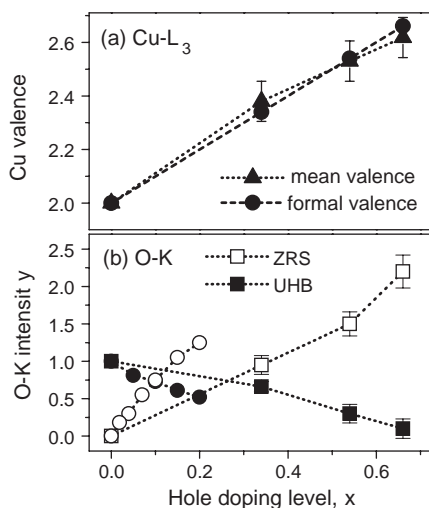 (a) Cu-L3
2.6
2.4
2.2
2.0
Cu valence
mean valence
formal valence
(b) O-K
ZRS
UHB
2.5
2.0
1.5
1.0
0.5
0.0
O-K intensit y
0.0 0.2 0.4 0.6
Hole doping level, x